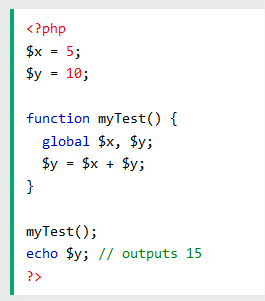 <?php
$x = 5;
$y = 10;

function myTest() {
  global $x, $y;
  $y = $x + $y;
}

myTest();
echo $y; // outputs 15
?>